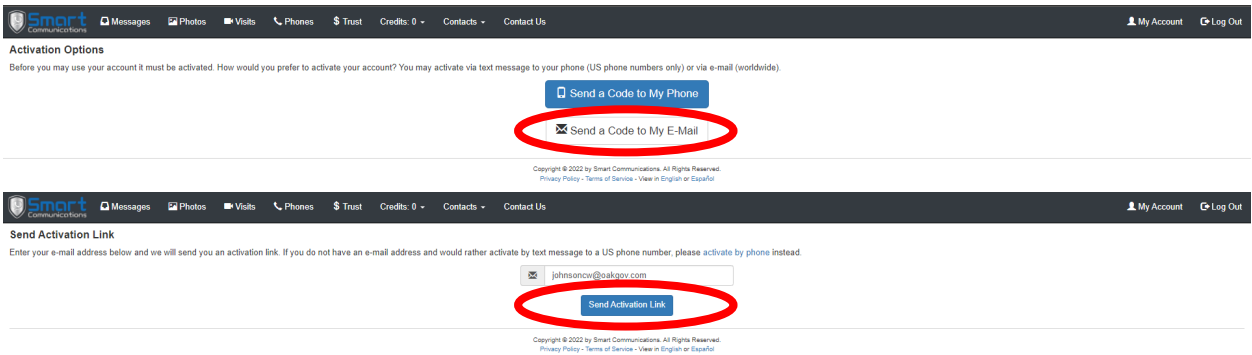 Smart Communications Messages Photos Visits Phones $ Trust Credits: 0 Contacts Contact Us My Account Log Out
Activation Options
Before you may use your account it must be activated. How would you prefer to activate your account? You may activate via text message to your phone (US phone numbers only) or via e-mail (worldwide).
Send a Code to My Phone
Send a Code to My E-Mail
Copyright © 2022 by Smart Communications. All Rights Reserved.
Privacy Policy - Terms of Service - View in English or Español
Smart Communications Messages Photos Visits Phones $ Trust Credits: 0 Contacts Contact Us My Account Log Out
Send Activation Link
Enter your e-mail address below and we will send you an activation link. If you do not have an e-mail address and would rather activate by text message to a US phone number, please activate by phone instead.
johnsoncw@oakgov.com
Send Activation Link
Copyright © 2022 by Smart Communications. All Rights Reserved.
Privacy Policy - Terms of Service - View in English or Español